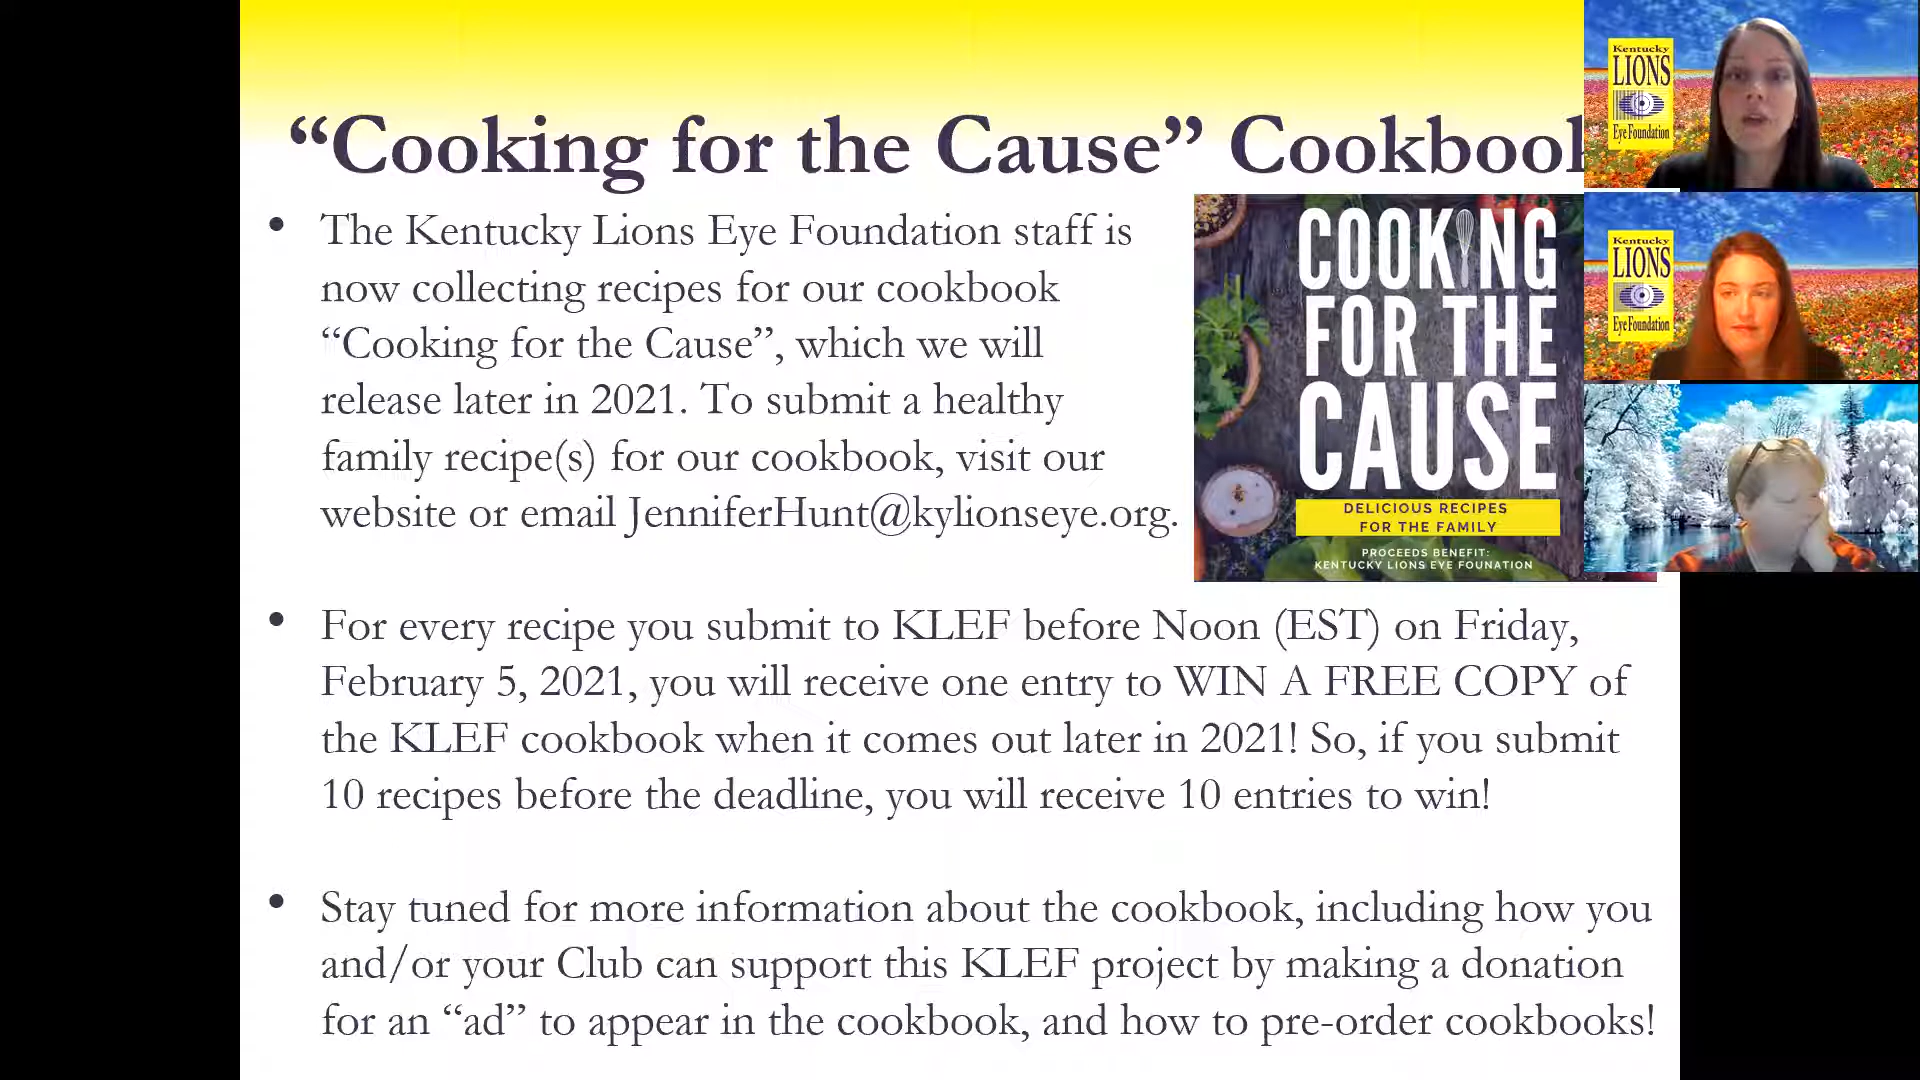 “Cooking for the Cause” Cookbook
• The Kentucky Lions Eye Foundation staff is
now collecting recipes for our cookbook
“Cooking for the Cause”, which we will
release later in 2021. To submit a healthy
family recipe(s) for our cookbook, visit our
website or email JenniferHunt@kylionseye.org.
COOKING
FOR THE
CAUSE
DELICIOUS RECIPES
FOR THE FAMILY
PROCEEDS BENEFIT:
KENTUCKY LIONS EYE FOUNATION
• For every recipe you submit to KLEF before Noon (EST) on Friday,
February 5, 2021, you will receive one entry to WIN A FREE COPY of
the KLEF cookbook when it comes out later in 2021! So, if you submit
10 recipes before the deadline, you will receive 10 entries to win!
• Stay tuned for more information about the cookbook, including how you
and/or your Club can support this KLEF project by making a donation
for an “ad” to appear in the cookbook, and how to pre-order cookbooks!
Kentucky
LIONS
Eye Foundation
Kentucky
LIONS
Eye Foundation